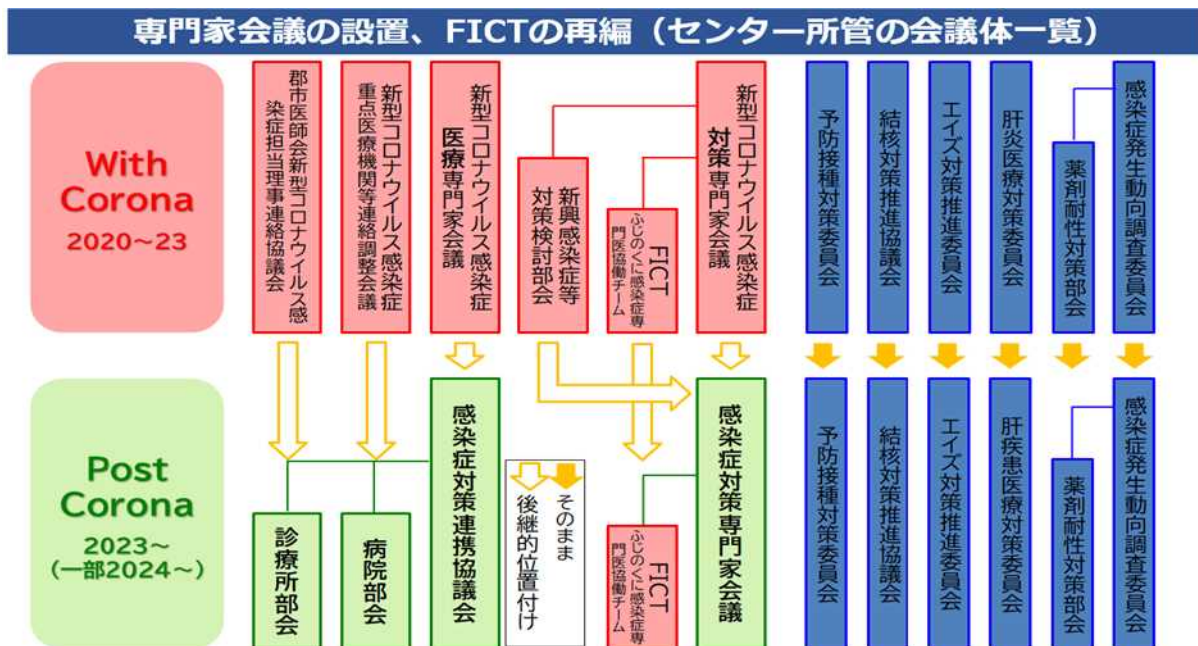 専門家会議の設置、FICTの再編（センター所管の会議体一覧）
With
Corona
2020～23
郡市医師会新型コロナウイルス感
染症担当理事連絡協議会
新型コロナウイルス感染症
重点医療機関等連絡調整会議
新型コロナウイルス感染症
医療専門家会議
新興感染症等
対策検討部会
FICT
ふじのくに感染症専
門医協働チーム
新型コロナウイルス感染症
対策専門家会議
予防接種対策委員会
結核対策推進協議会
エイズ対策推進委員会
肝炎医療対策委員会
薬剤耐性対策部会
感染症発生動向調査委員会
Post
Corona
2023～
（一部2024～）
診療所部会
病院部会
感染症対策連携協議会
そのまま
後継的位置付け
FICT
ふじのくに感染症専
門医協働チーム
感染症対策専門家会議
予防接種対策委員会
結核対策推進協議会
エイズ対策推進委員会
肝疾患医療対策委員会
薬剤耐性対策部会
感染症発生動向調査委員会